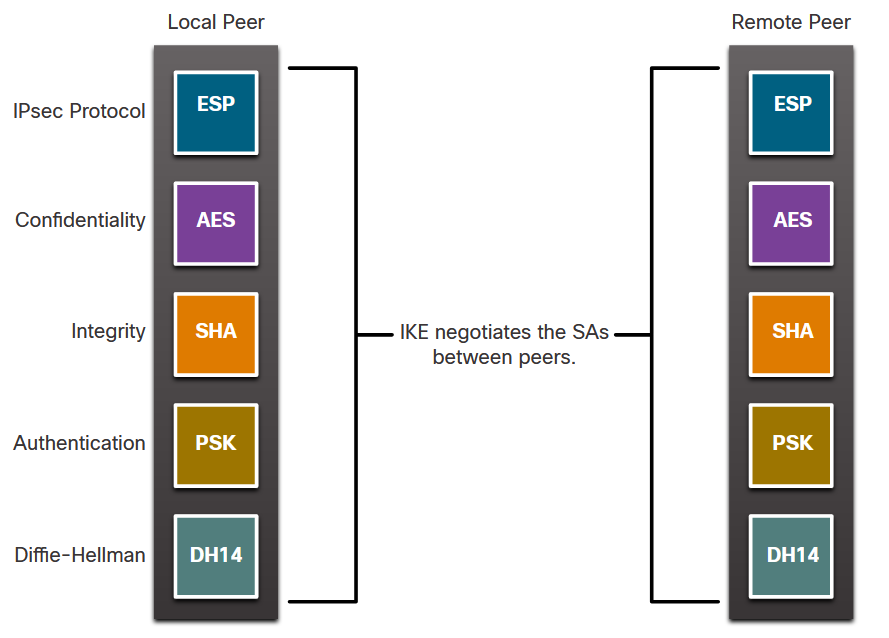 Local Peer
Remote Peer
IPsec Protocol
ESP
ESP
Confidentiality
AES
AES
Integrity
SHA
SHA
IKE negotiates the SAs
between peers.
Authentication
PSK
PSK
Diffie-Hellman
DH14
DH14